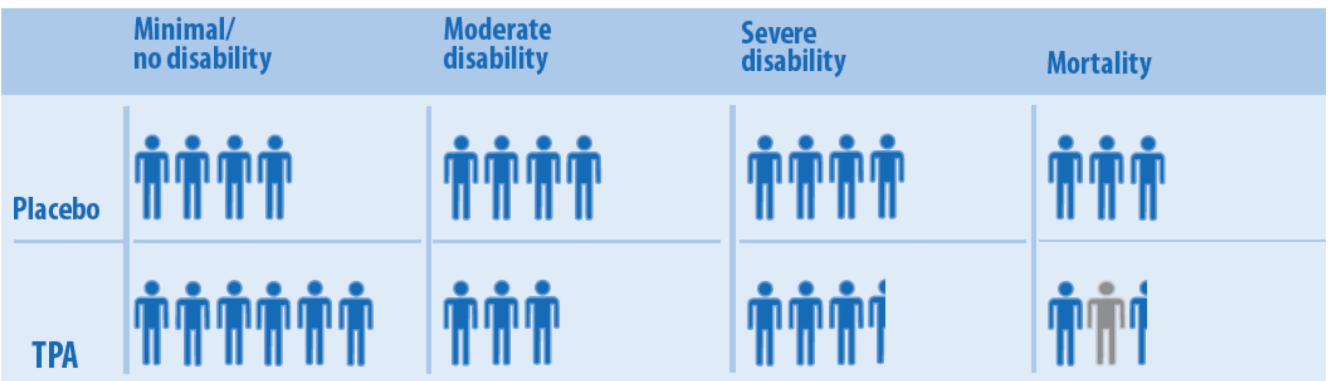 Minimal/
no disability
Moderate
disability
Severe
disability
Mortality
Placebo
TPA